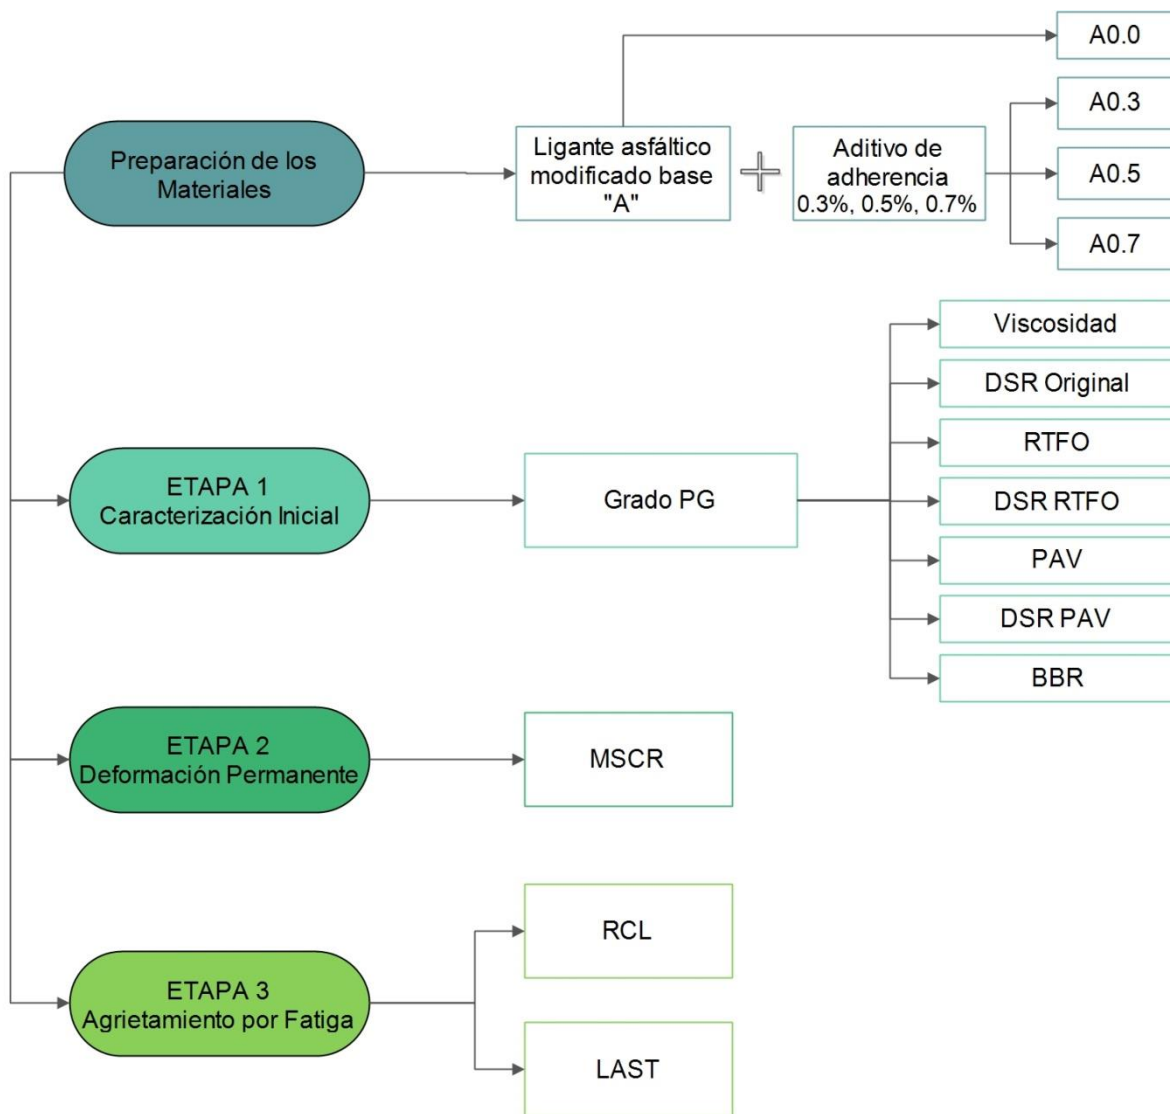 Preparación de los
Materiales
Ligante asfáltico
modificado base
"A"
Aditivo de
adherencia
0.3%, 0.5%, 0.7%
A0.0
A0.3
A0.5
A0.7
ETAPA 1
Caracterización Inicial
Grado PG
Viscosidad
DSR Original
RTFO
DSR RTFO
PAV
DSR PAV
BBR
ETAPA 2
Deformación Permanente
MSCR
ETAPA 3
Agrietamiento por Fatiga
RCL
LAST